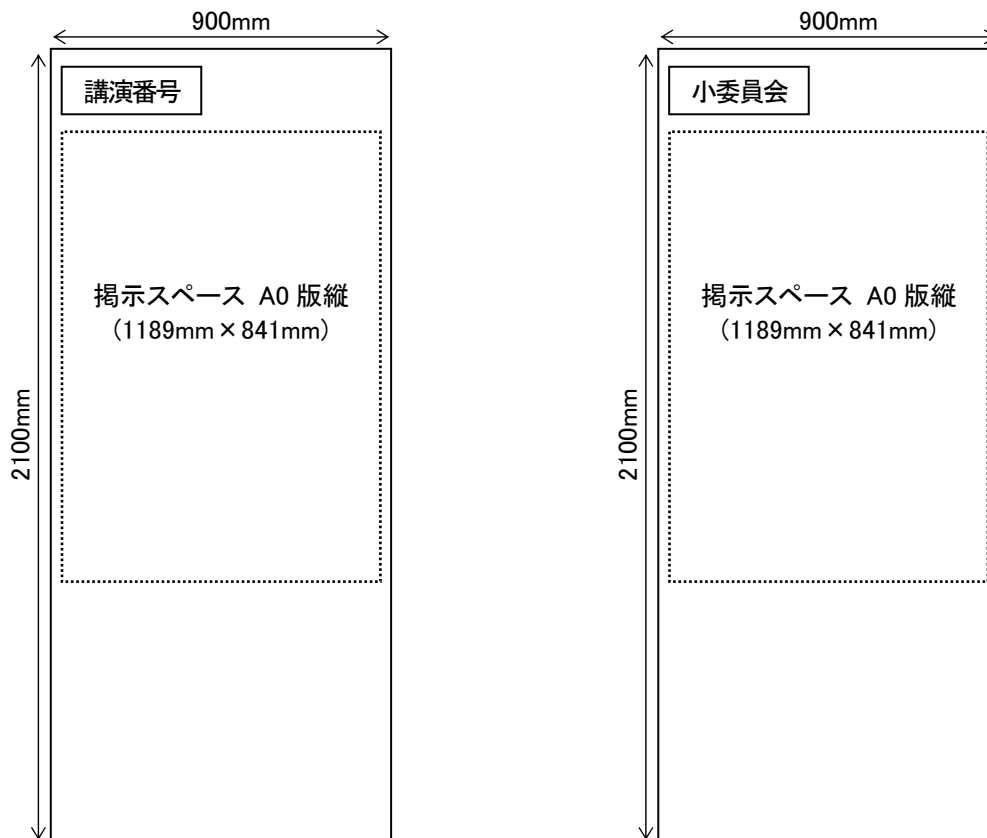 900mm
講演番号
掲示スペース A0 版縦
(1189mm×841mm)
2100mm
900mm
小委員会
掲示スペース A0 版縦
(1189mm×841mm)
2100mm